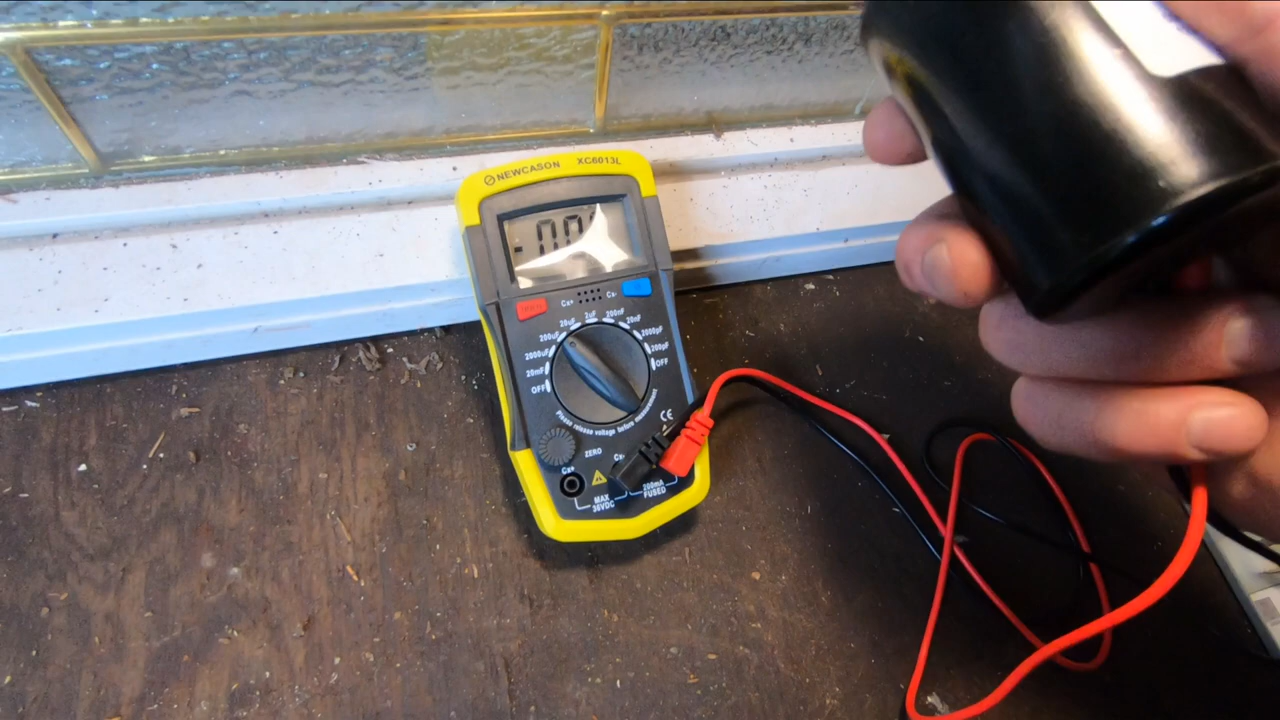 NEWCASON XC6013L
Cx+ Cx-
200uF 20uF 2uF 200nF 20nF
2000uF 2000pF
20mF 200pF
OFF OFF
Please release voltage before measurement
CE
ZERO
Cx+ Cx-
MAX
36VDC
200mA
FUSED